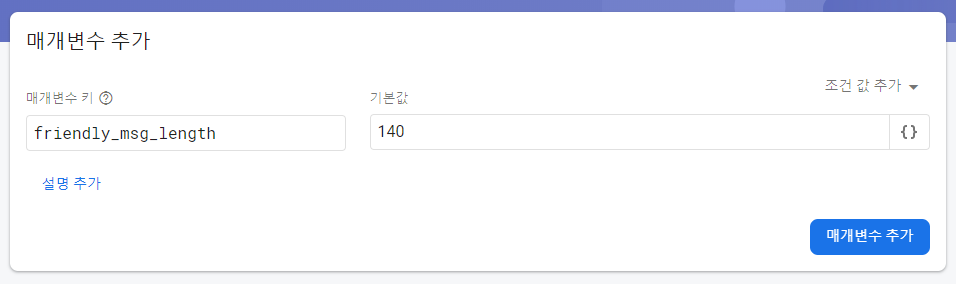 매개변수 추가
조건 값 추가
매개변수 키
기본값
friendly_msg_length
140
{}
설명 추가
매개변수 추가